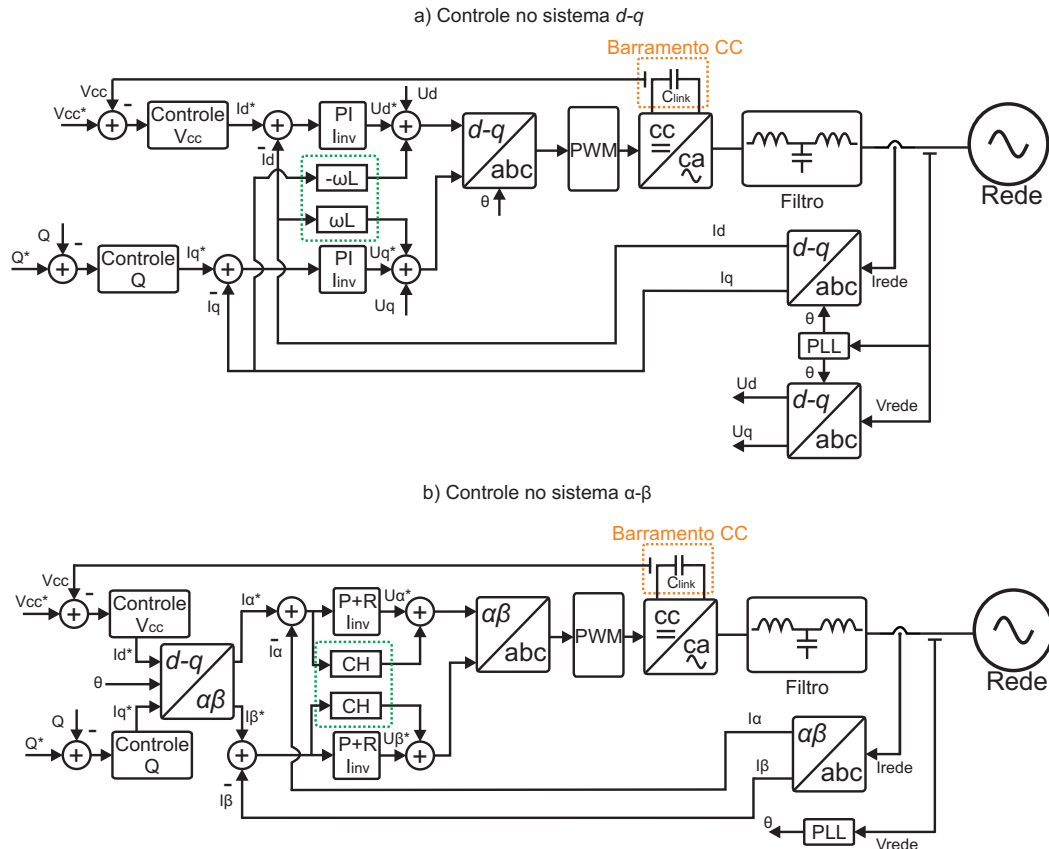 a) Controle no sistema d-q
Barramento CC
Clink
Vcc
Vcc*
Controle
Vcc
Id*
Id
PI
Iinv
Ud*
Ud
-ωL
ωL
d-q
abc
θ
PWM
cc
ca
Filtro
Rede
Q
Q*
Controle
Q
Iq*
Iq
PI
Iinv
Uq*
Uq
Id
Iq
d-q
abc
Irede
θ
PLL
θ
Ud
Uq
d-q
abc
Vrede
b) Controle no sistema α-β
Barramento CC
Clink
Vcc
Vcc*
Controle
Vcc
Id*
θ
Iq*
Q
Q*
Controle
Q
d-q
αβ
Iα*
Iα
Iβ*
Iβ
P+R
Iinv
Uα*
CH
CH
P+R
Iinv
Uβ*
αβ
abc
PWM
cc
ca
Filtro
Rede
Iα
Iβ
αβ
abc
Irede
θ
PLL
Vrede